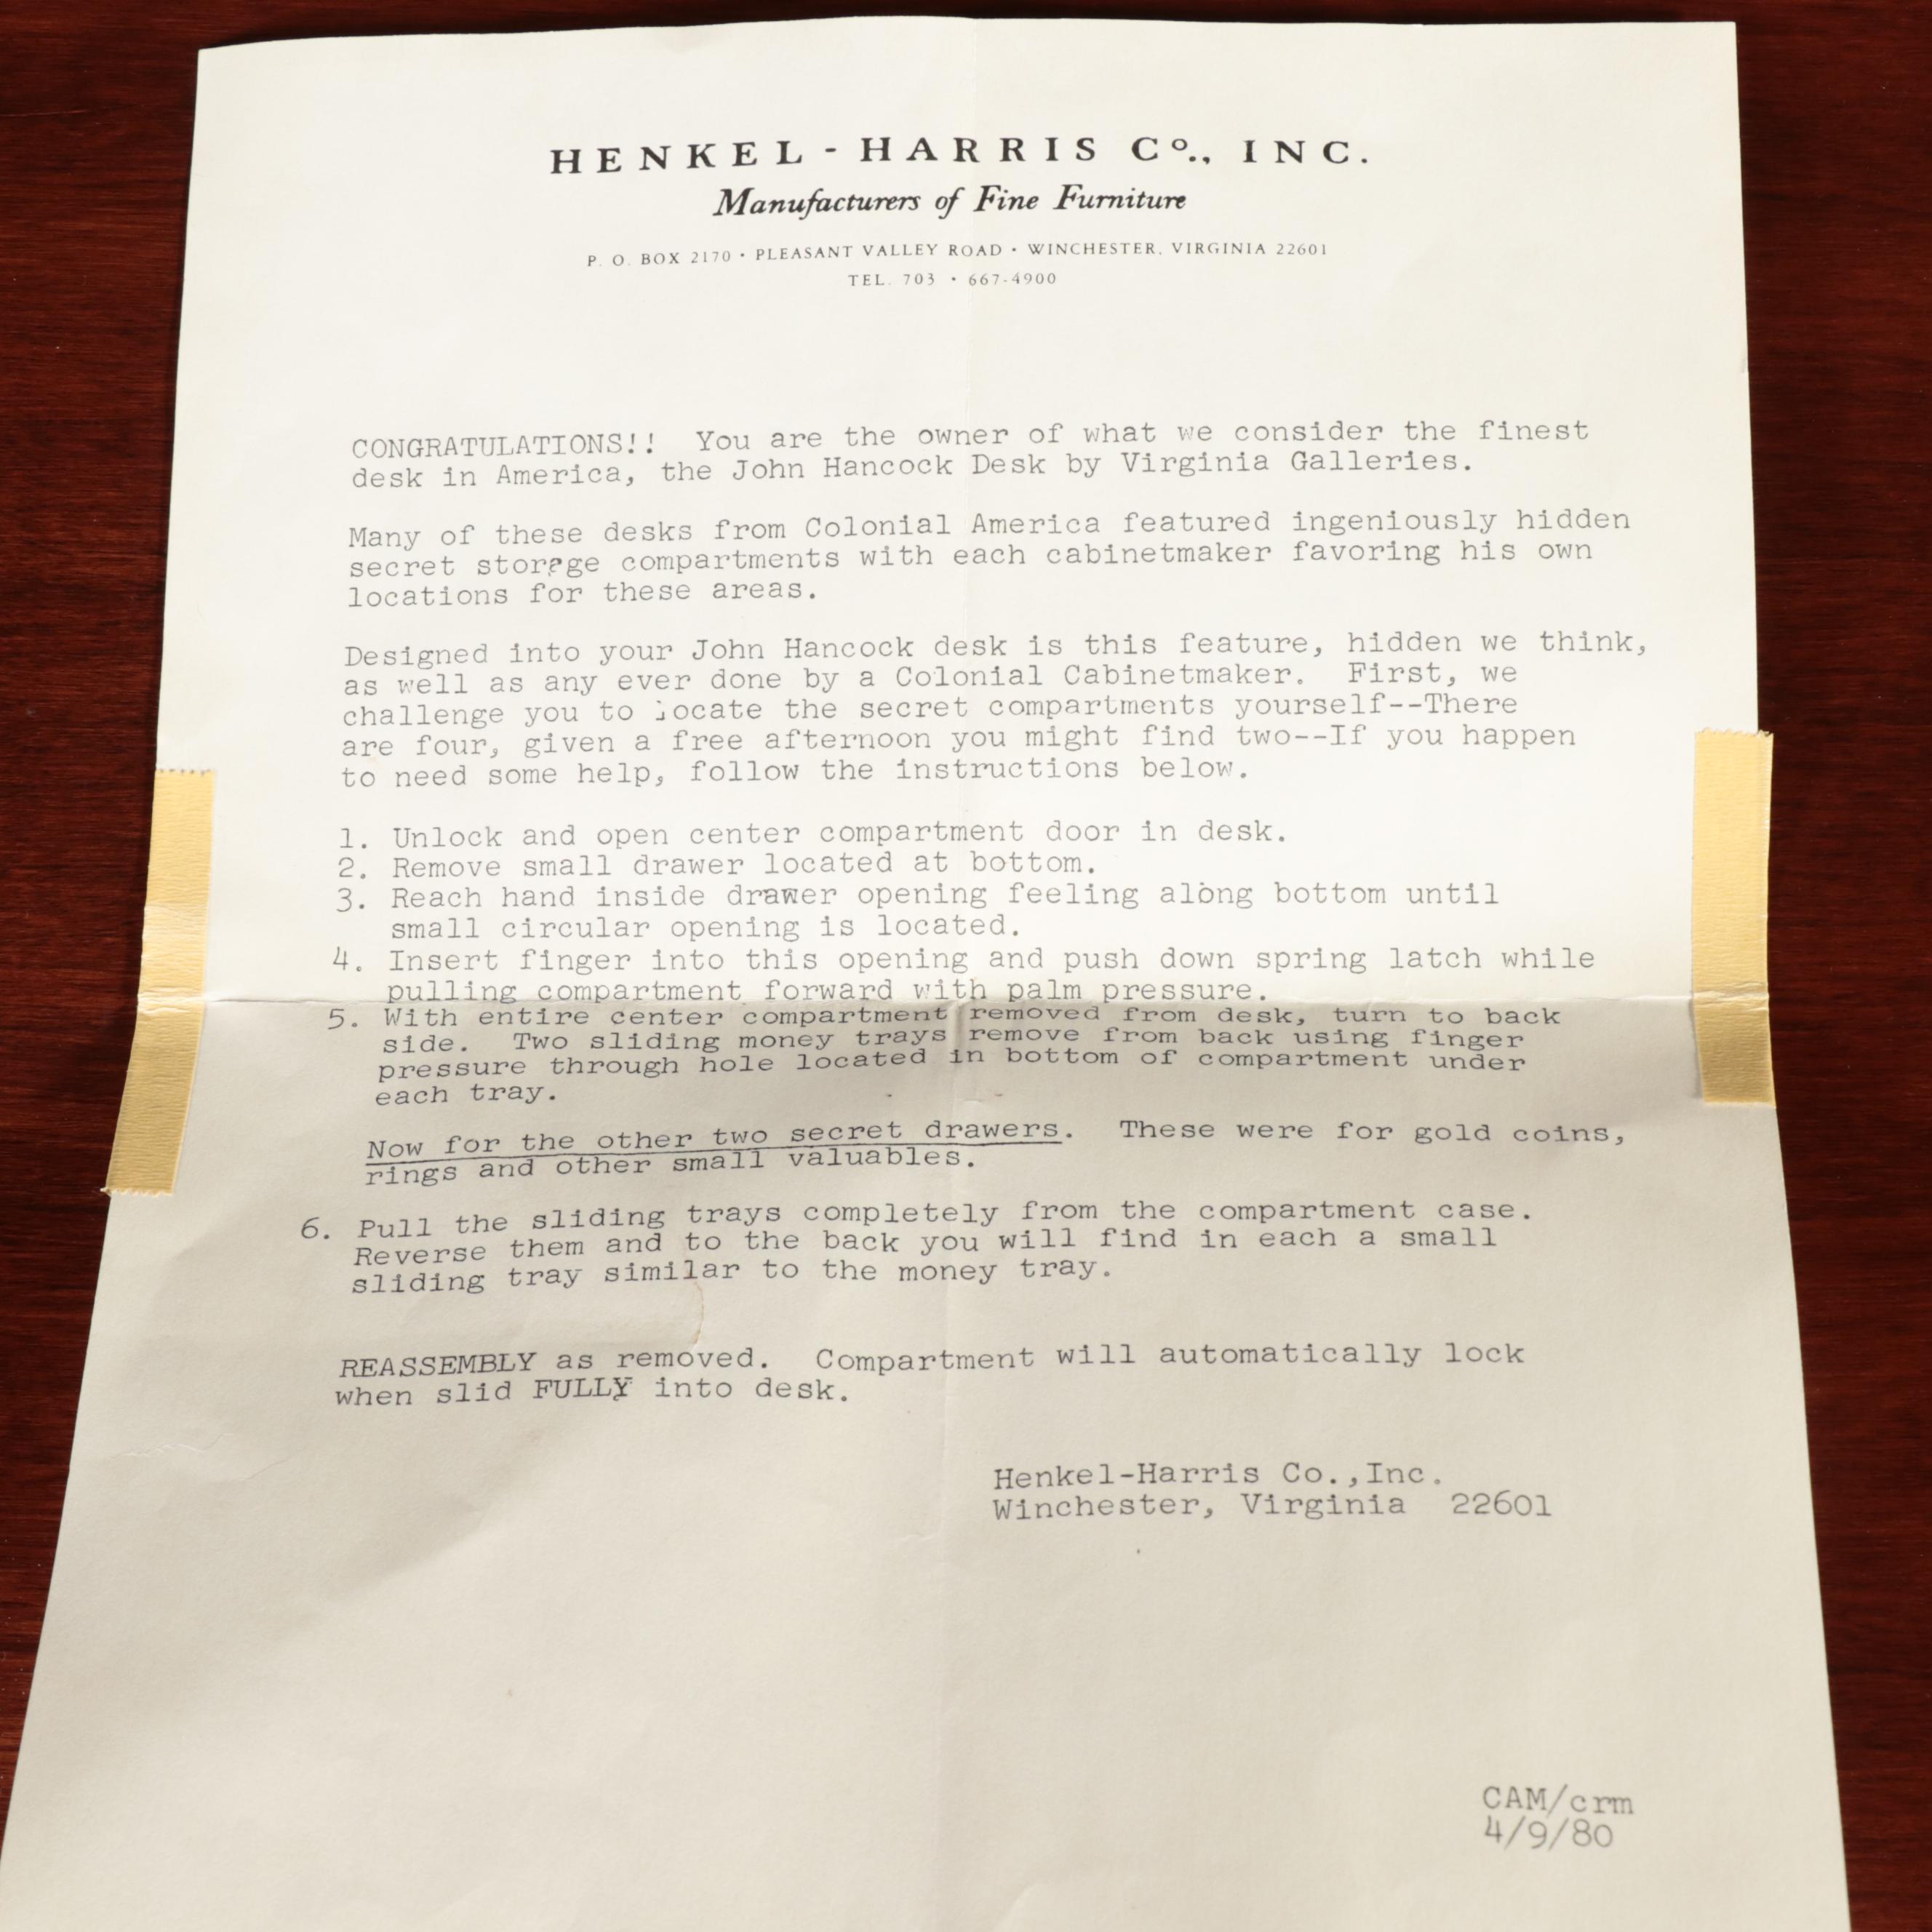 HENKEL-HARRIS Co., INC.
Manufacturers of Fine Furniture
P. O. BOX 2170 • PLEASANT VALLEY ROAD • WINCHESTER, VIRGINIA 22601
TEL. 703 • 667-4900
CONGRATULATIONS!! You are the owner of what we consider the finest
desk in America, the John Hancock Desk by Virginia Galleries.
Many of these desks from Colonial America featured ingeniously hidden
secret storage compartments with each cabinetmaker favoring his own
locations for these areas.
Designed into your John Hancock desk is this feature, hidden we think,
as well as any ever done by a Colonial Cabinetmaker. First, we
challenge you to locate the secret compartments yourself--There
are four, given a free afternoon you might find two--If you happen
to need some help, follow the instructions below.
1. Unlock and open center compartment door in desk.
2. Remove small drawer located at bottom.
3. Reach hand inside drawer opening feeling along bottom until
small circular opening is located.
4. Insert finger into this opening and push down spring latch while
pulling compartment forward with palm pressure.
5. With entire center compartment removed from desk, turn to back
side. Two sliding money trays remove from back using finger
pressure through hole located in bottom of compartment under
each tray.
Now for the other two secret drawers. These were for gold coins,
rings and other small valuables.
6. Pull the sliding trays completely from the compartment case.
Reverse them and to the back you will find in each a small
sliding tray similar to the money tray.
REASSEMBLY as removed. Compartment will automatically lock
when slid FULLY into desk.
Henkel-Harris Co.,Inc.
Winchester, Virginia 22601
CAM/crm
4/9/80